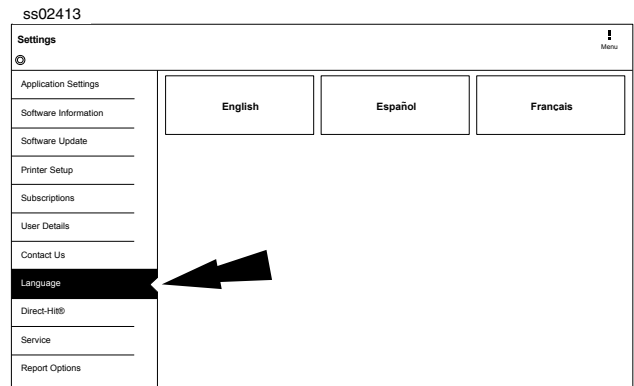 ss02413
Settings
Menu
Application Settings
Software Information
Software Update
Printer Setup
Subscriptions
User Details
Contact Us
Language
Direct-Hit®
Service
Report Options
English
Español
Français